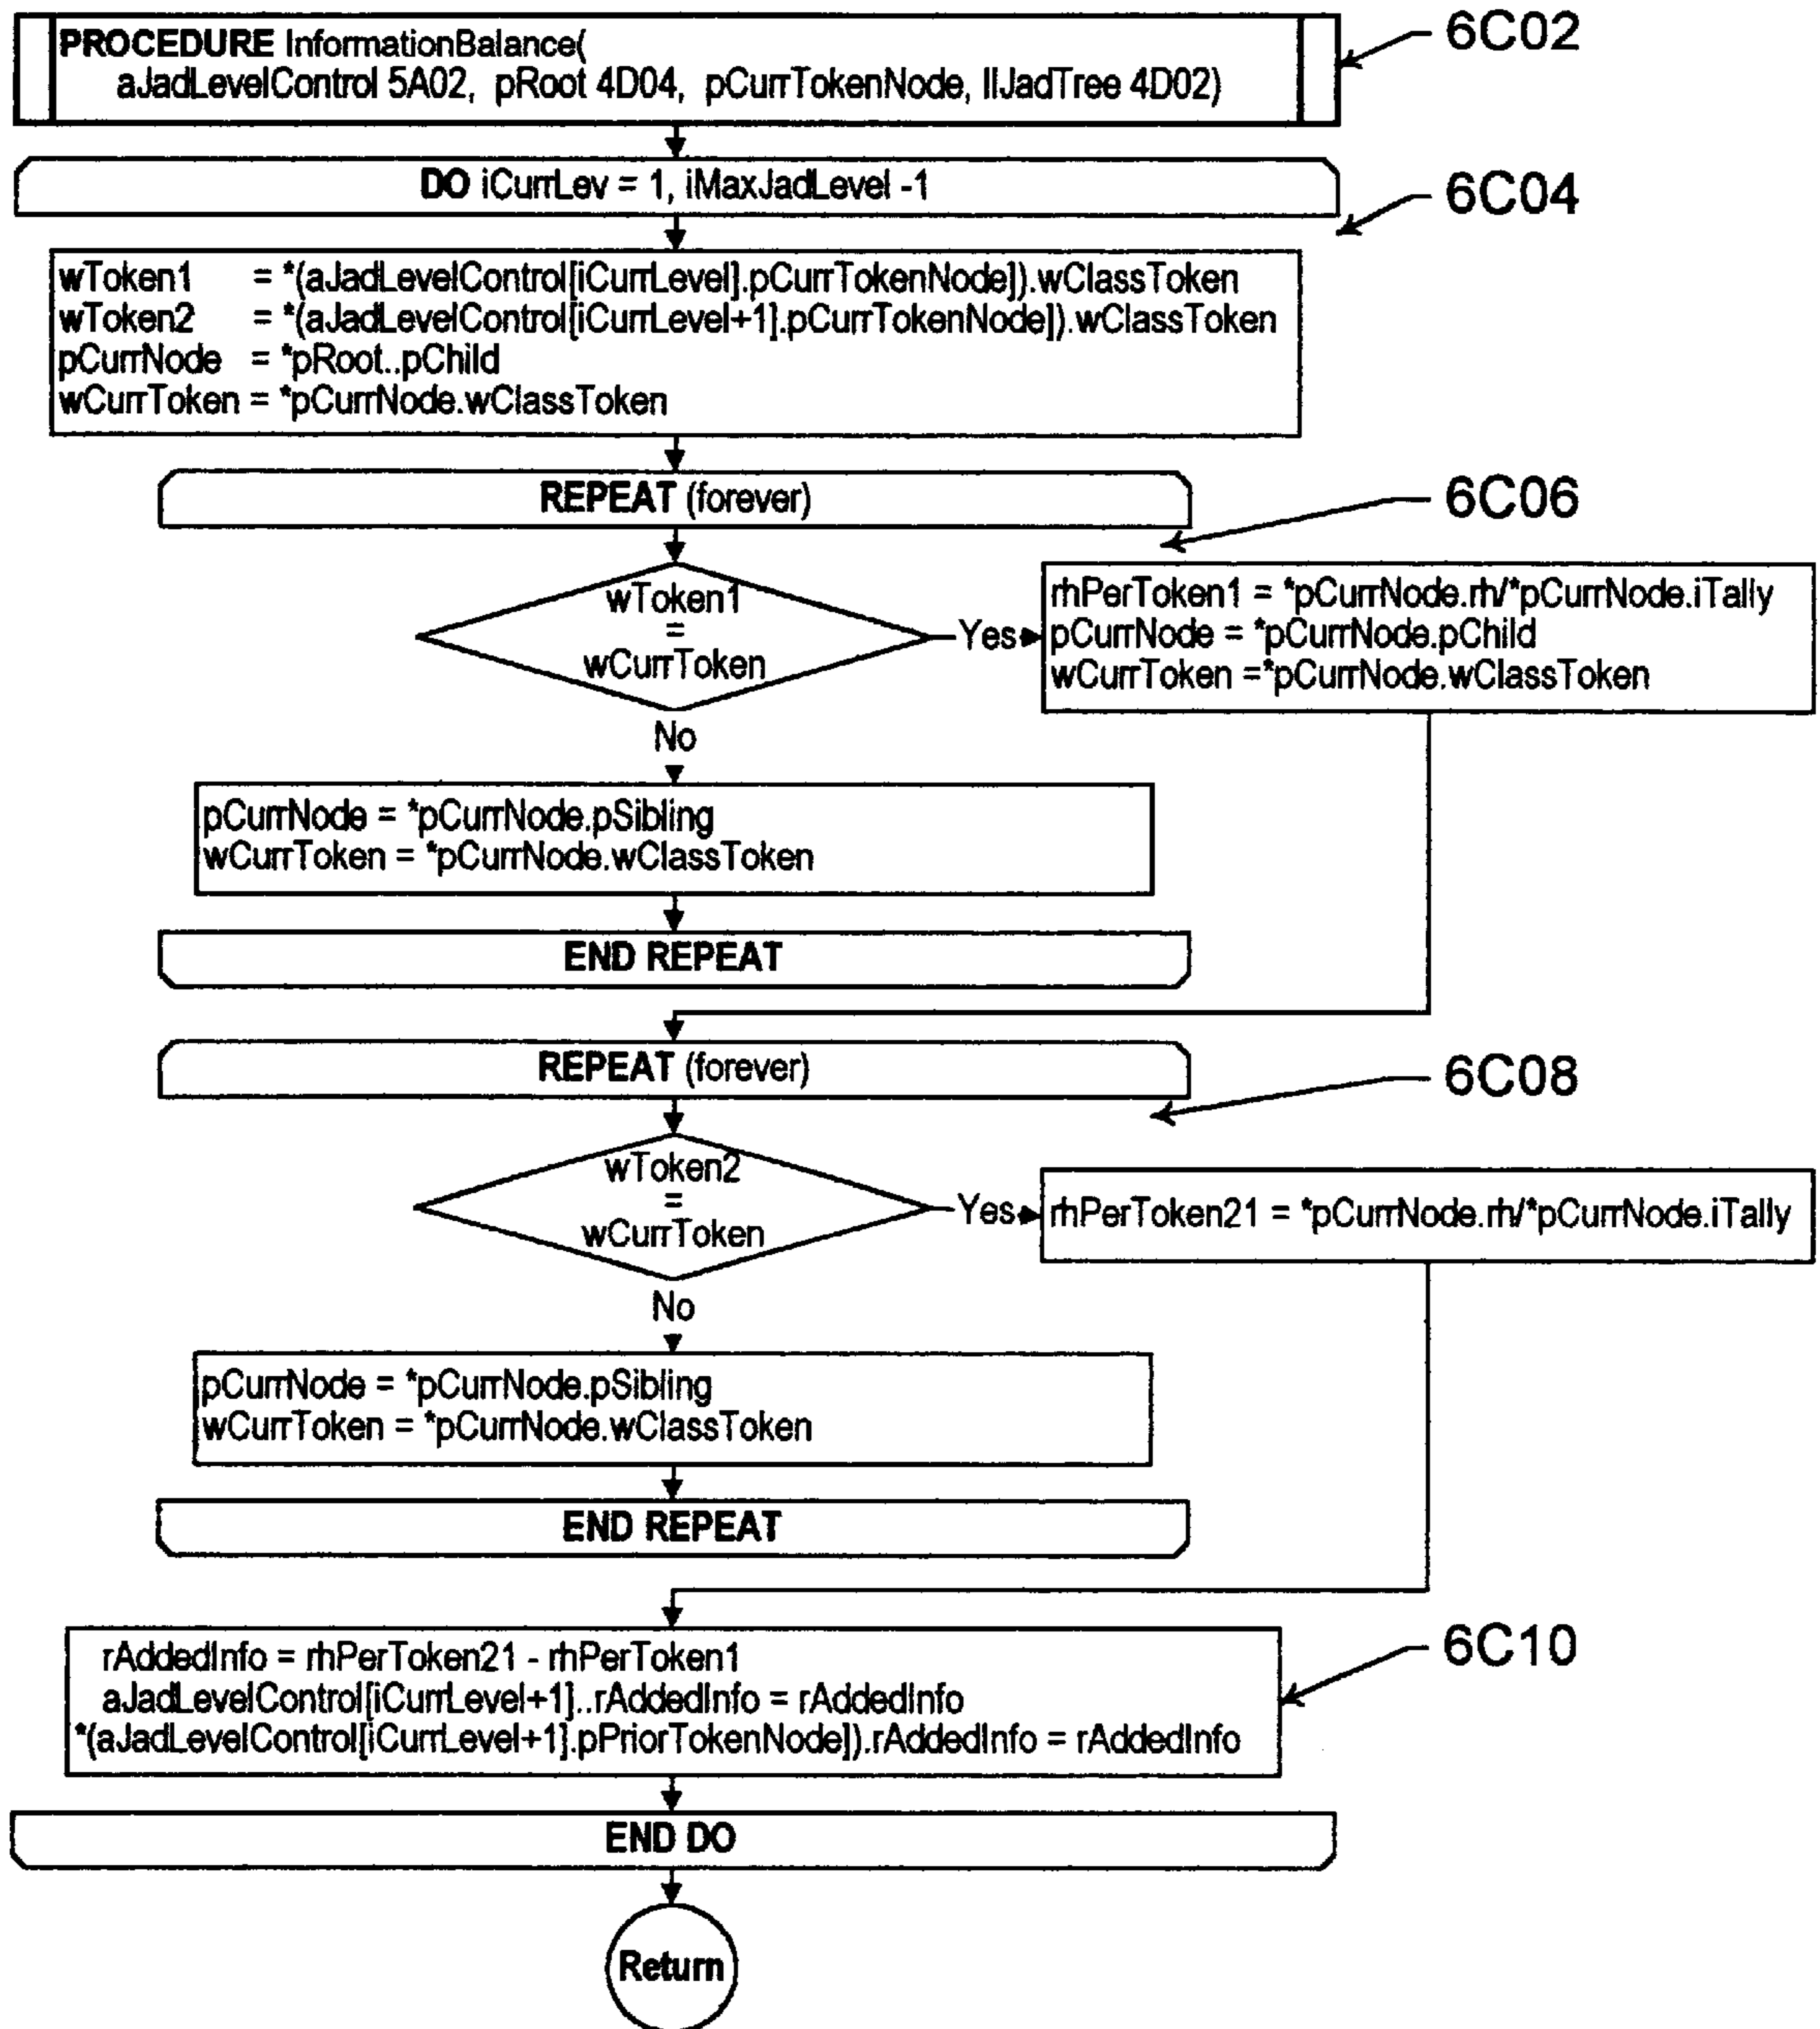 PROCEDURE InformationBalance(
aJadLevelControl 5A02, pRoot 4D04, pCurrTokenNode, llJadTree 4D02)
6C02
DO iCurrLev = 1, iMaxJadLevel -1
6C04
wToken1 = *(aJadLevelControl[iCurrLevel].pCurrTokenNode]).wClassToken
wToken2 = *(aJadLevelControl[iCurrLevel+1].pCurrTokenNode]).wClassToken
pCurrNode = *pRoot..pChild
wCurrToken = *pCurrNode.wClassToken
REPEAT (forever)
6C06
wToken1
=
wCurrToken
Yes
rhPerToken1 = *pCurrNode.rh/*pCurrNode.iTally
pCurrNode = *pCurrNode.pChild
wCurrToken =*pCurrNode.wClassToken
No
pCurrNode = *pCurrNode.pSibling
wCurrToken = *pCurrNode.wClassToken
END REPEAT
REPEAT (forever)
6C08
wToken2
=
wCurrToken
Yes
rhPerToken21 = *pCurrNode.rh/*pCurrNode.iTally
No
pCurrNode = *pCurrNode.pSibling
wCurrToken = *pCurrNode.wClassToken
END REPEAT
6C10
rAddedInfo = rhPerToken21 - rhPerToken1
aJadLevelControl[iCurrLevel+1]..rAddedInfo = rAddedInfo
*(aJadLevelControl[iCurrLevel+1].pPriorTokenNode]).rAddedInfo = rAddedInfo
END DO
Return